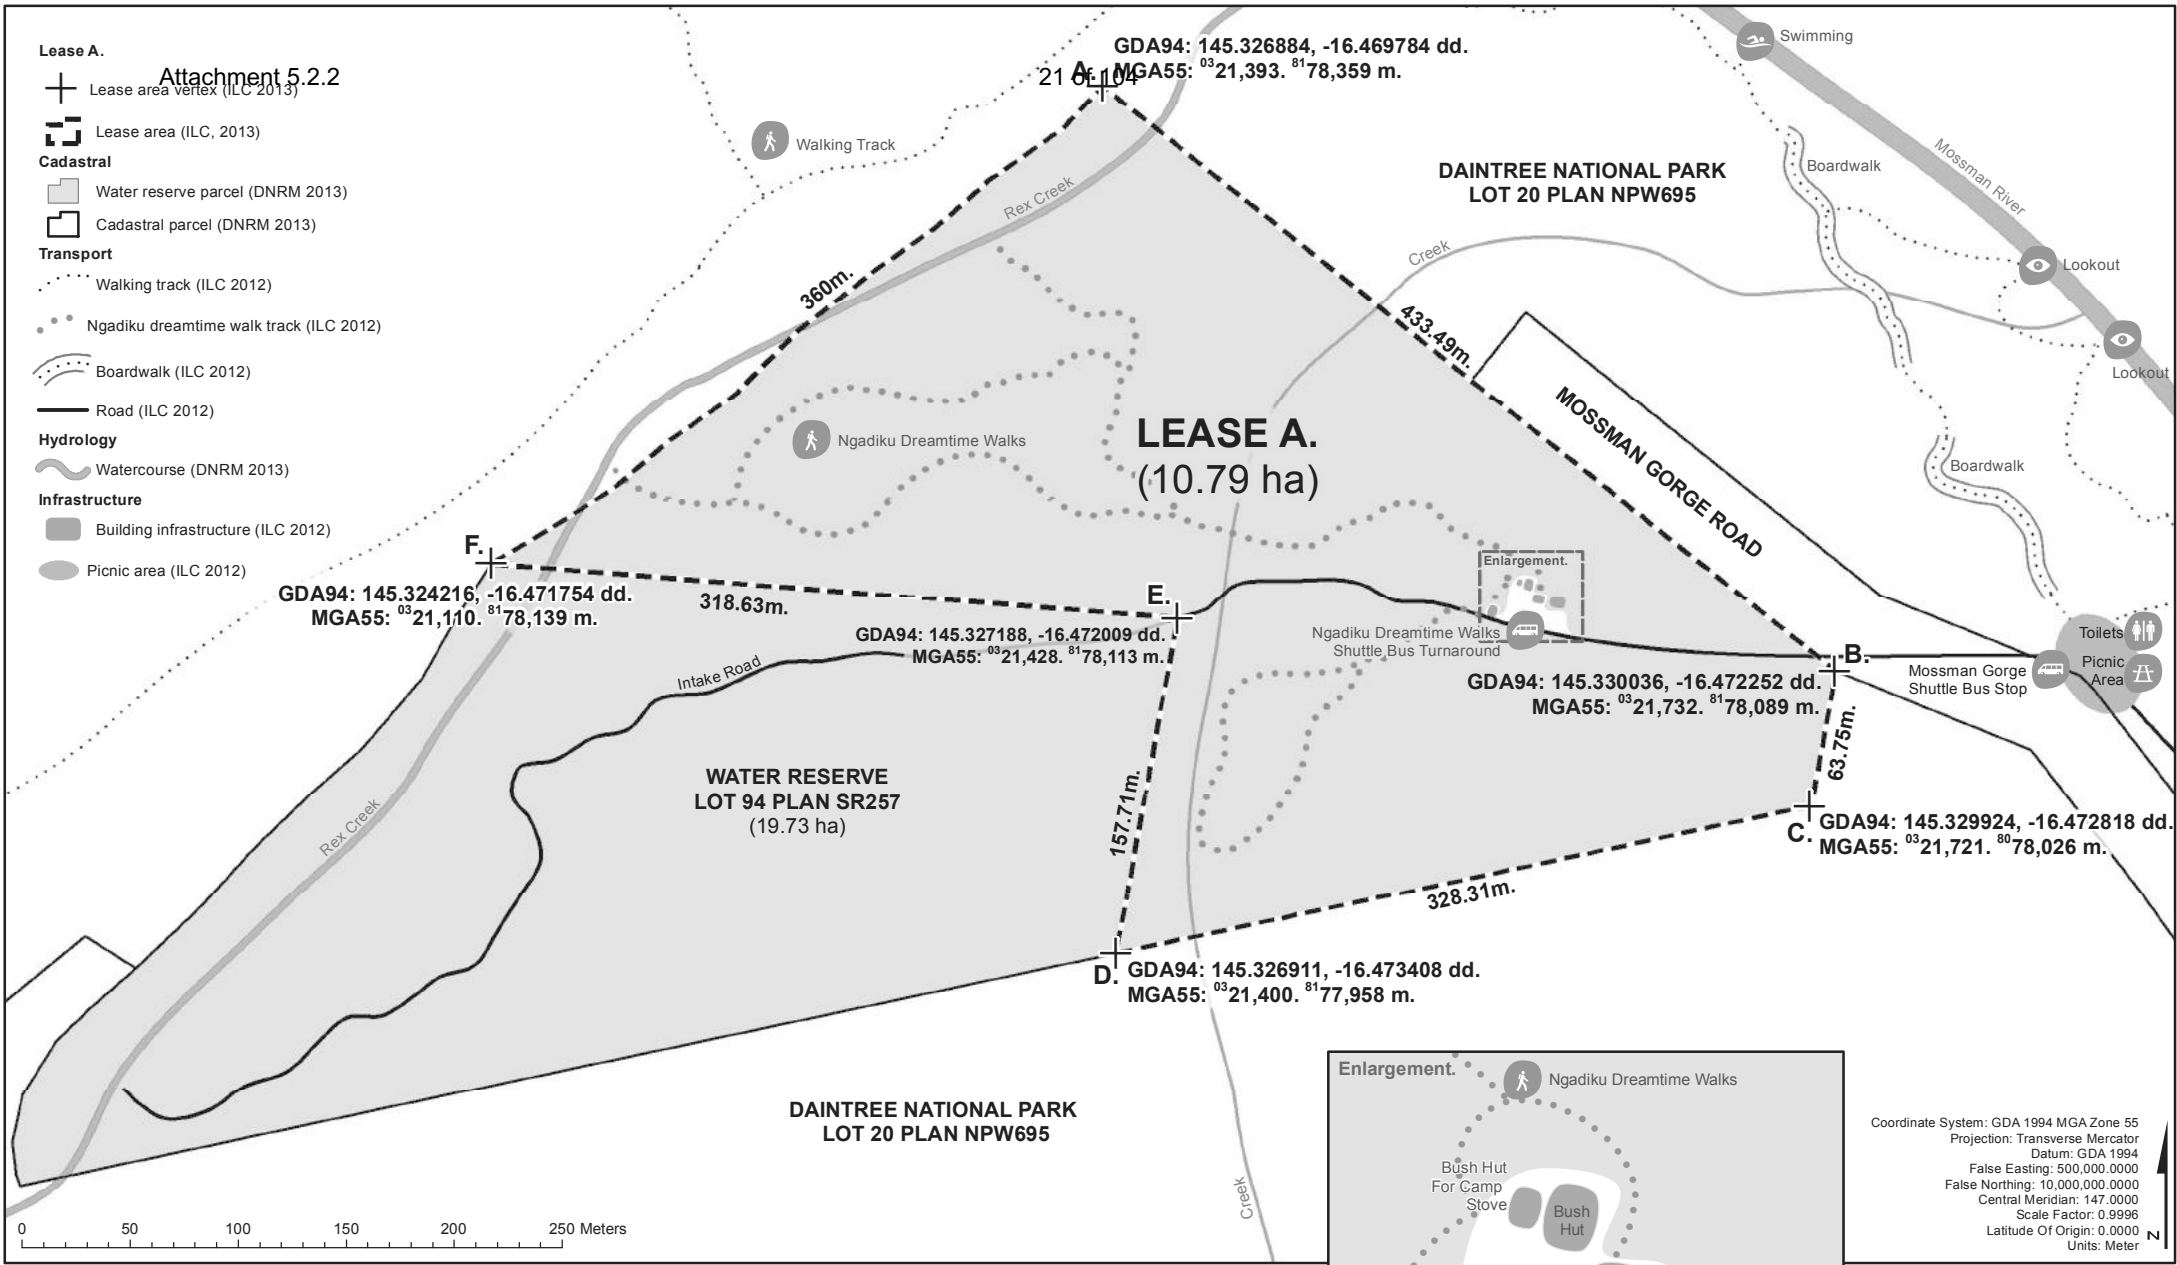 Attachment 5.2.2
21 of 104
Lease A.
Lease area vertex (ILC 2013)
Lease area (ILC, 2013)
Cadastral
Water reserve parcel (DNRM 2013)
Cadastral parcel (DNRM 2013)
Transport
Walking track (ILC 2012)
Ngadiku dreamtime walk track (ILC 2012)
Boardwalk (ILC 2012)
Road (ILC 2012)
Hydrology
Watercourse (DNRM 2013)
Infrastructure
Building infrastructure (ILC 2012)
Picnic area (ILC 2012)
A.
GDA94: 145.326884, -16.469784 dd.
MGA55: 0321,393. 8178,359 m.
Swimming
Walking Track
Rex Creek
DAINTREE NATIONAL PARK
LOT 20 PLAN NPW695
Boardwalk
Mossman River
Lookout
Lookout
Creek
360m.
433.49m.
MOSSMAN GORGE ROAD
LEASE A.
(10.79 ha)
Ngadiku Dreamtime Walks
Boardwalk
F.
GDA94: 145.324216, -16.471754 dd.
MGA55: 0321,110. 8178,139 m.
318.63m.
E.
GDA94: 145.327188, -16.472009 dd.
MGA55: 0321,428. 8178,113 m.
Enlargement.
Ngadiku Dreamtime Walks
Shuttle Bus Turnaround
B.
GDA94: 145.330036, -16.472252 dd.
MGA55: 0321,732. 8178,089 m.
Mossman Gorge
Shuttle Bus Stop
Toilets
Picnic
Area
Intake Road
63.75m.
WATER RESERVE
LOT 94 PLAN SR257
(19.73 ha)
157.71m.
C.
GDA94: 145.329924, -16.472818 dd.
MGA55: 0321,721. 8078,026 m.
328.31m.
Rex Creek
D.
GDA94: 145.326911, -16.473408 dd.
MGA55: 0321,400. 8177,958 m.
DAINTREE NATIONAL PARK
LOT 20 PLAN NPW695
Creek
Enlargement.
Ngadiku Dreamtime Walks
Bush Hut
For Camp
Stove
Bush
Hut
Coordinate System: GDA 1994 MGA Zone 55
Projection: Transverse Mercator
Datum: GDA 1994
False Easting: 500,000.0000
False Northing: 10,000,000.0000
Central Meridian: 147.0000
Scale Factor: 0.9996
Latitude Of Origin: 0.0000
Units: Meter
N
0 50 100 150 200 250 Meters